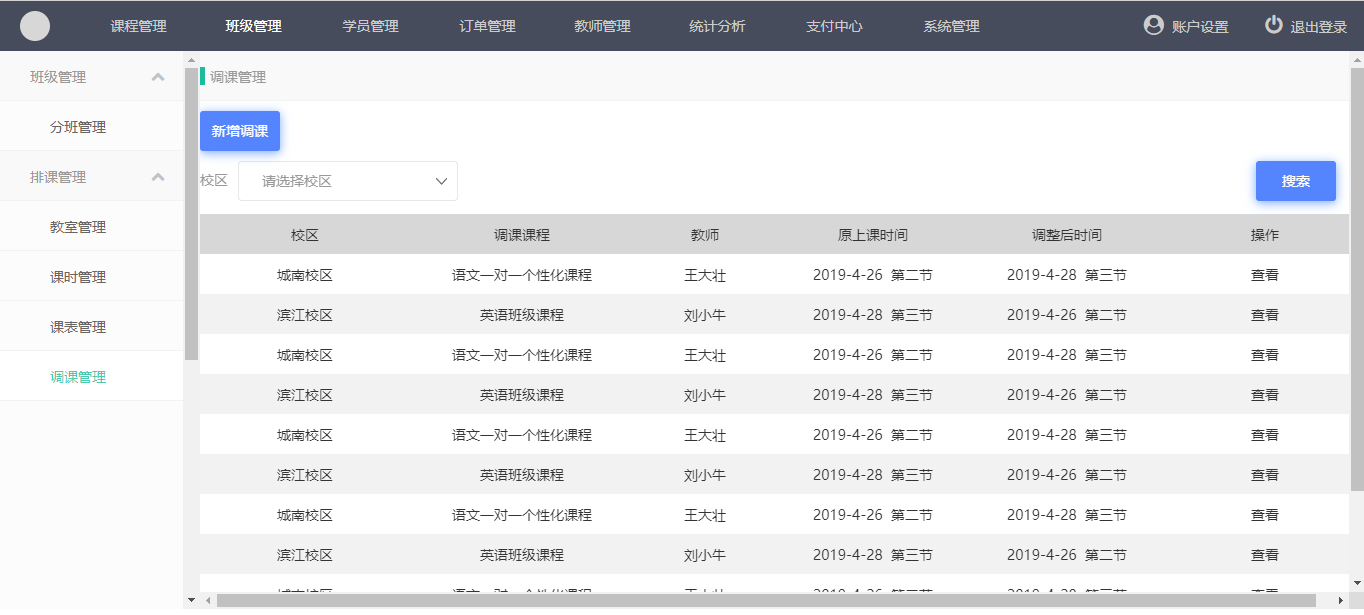 课程管理 班级管理 学员管理 订单管理 教师管理 统计分析 支付中心 系统管理 账户设置 退出登录
班级管理
分班管理
排课管理
教室管理
课时管理
课表管理
调课管理
调课管理
新增调课
校区 请选择校区 搜索
校区 调课课程 教师 原上课时间 调整后时间 操作
城南校区 语文一对一个性化课程 王大壮 2019-4-26 第二节 2019-4-28 第三节 查看
滨江校区 英语班级课程 刘小牛 2019-4-28 第三节 2019-4-26 第二节 查看
城南校区 语文一对一个性化课程 王大壮 2019-4-26 第二节 2019-4-28 第三节 查看
滨江校区 英语班级课程 刘小牛 2019-4-28 第三节 2019-4-26 第二节 查看
城南校区 语文一对一个性化课程 王大壮 2019-4-26 第二节 2019-4-28 第三节 查看
滨江校区 英语班级课程 刘小牛 2019-4-28 第三节 2019-4-26 第二节 查看
城南校区 语文一对一个性化课程 王大壮 2019-4-26 第二节 2019-4-28 第三节 查看
滨江校区 英语班级课程 刘小牛 2019-4-28 第三节 2019-4-26 第二节 查看